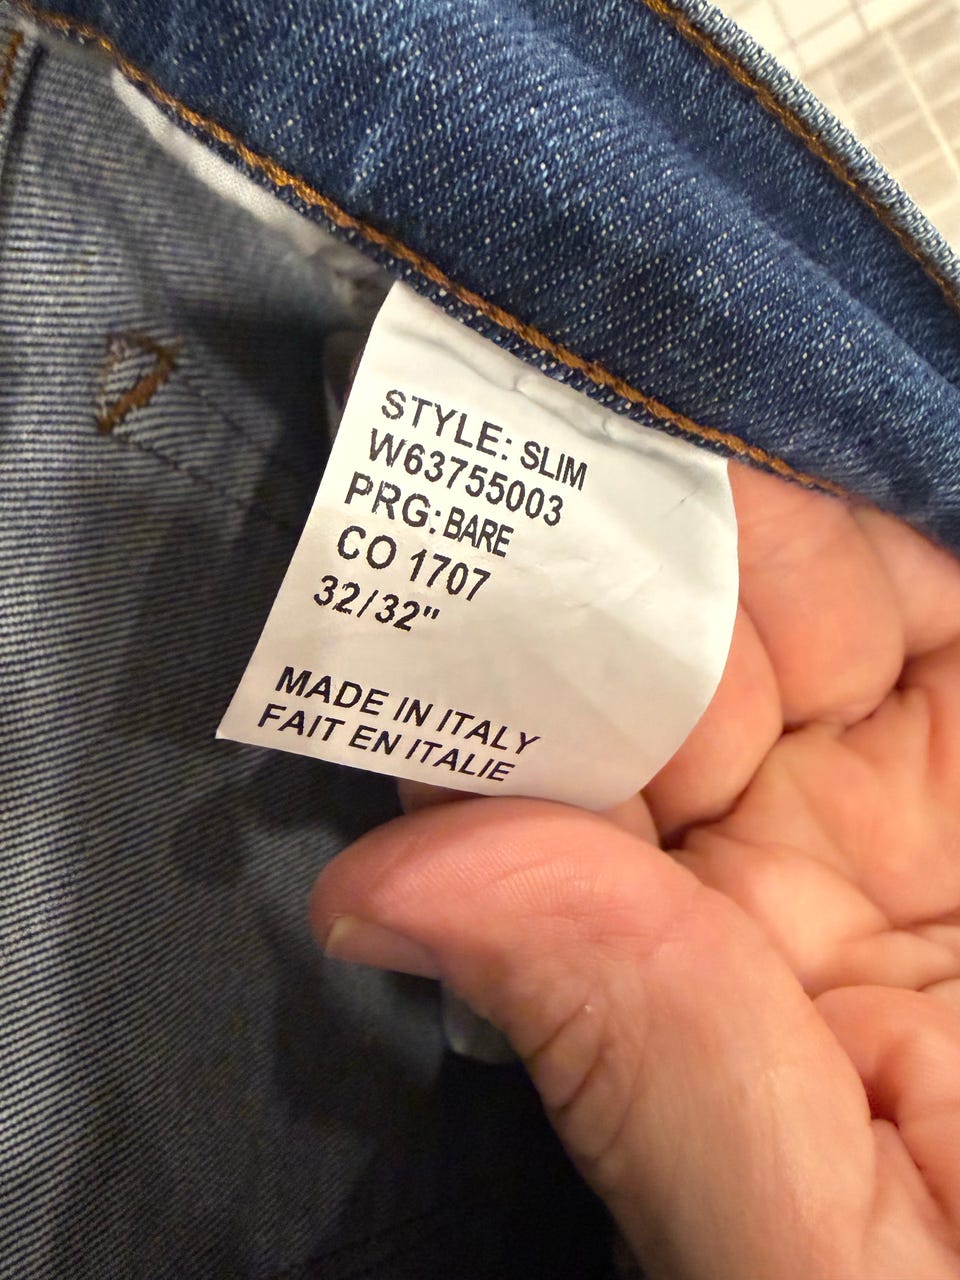 STYLE: SLIM
W63755003
PRG: BARE
CO 1707
32/32"
MADE IN ITALY
FAIT EN ITALIE